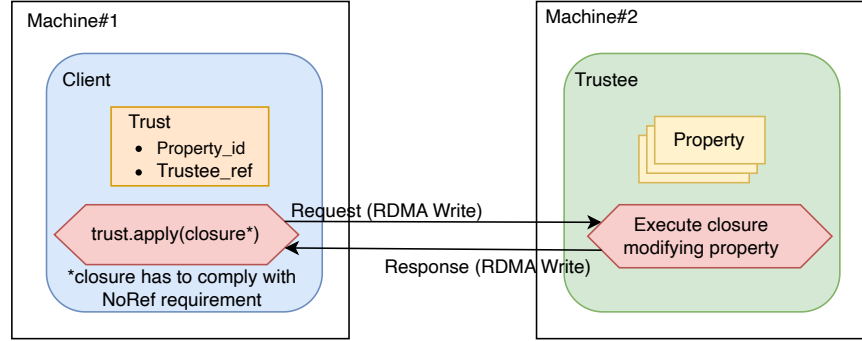 Machine#1
Client
Trust
• Property_id
• Trustee_ref
trust.apply(closure*)
*closure has to comply with
NoRef requirement
Request (RDMA Write)
Response (RDMA Write)
Machine#2
Trustee
Property
Execute closure
modifying property